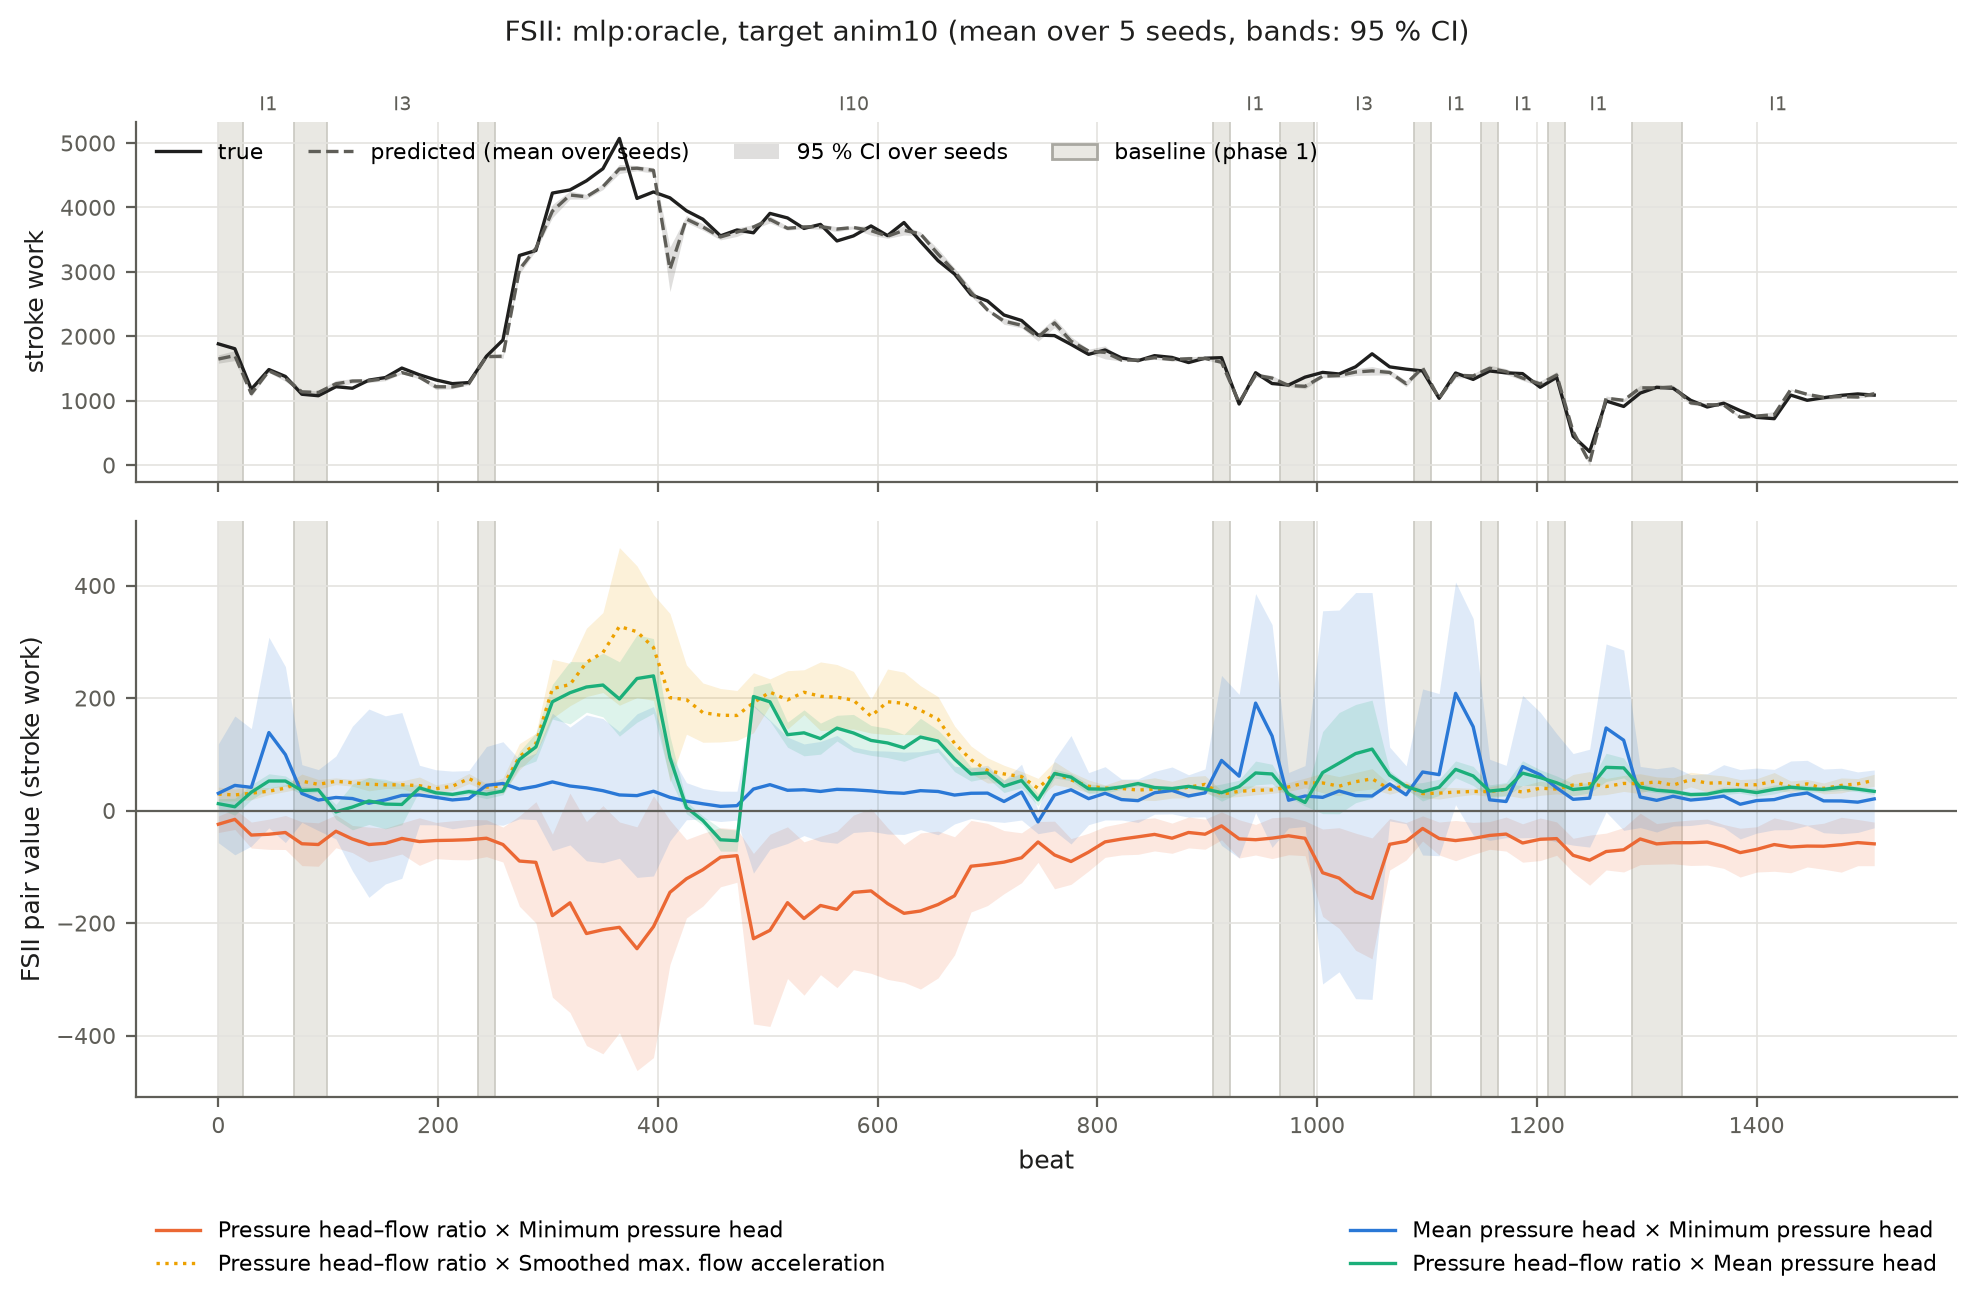 FSII: mlp:oracle, target anim10 (mean over 5 seeds, bands: 95 % CI)
I1 I3 I10 I1 I3 I1 I1 I1 I1
true predicted (mean over seeds) 95 % CI over seeds baseline (phase 1)
stroke work
5000
4000
3000
2000
1000
0
FSII pair value (stroke work)
400
200
0
−200
−400
0 200 400 600 800 1000 1200 1400
beat
Pressure head–flow ratio × Minimum pressure head
Pressure head–flow ratio × Smoothed max. flow acceleration
Mean pressure head × Minimum pressure head
Pressure head–flow ratio × Mean pressure head